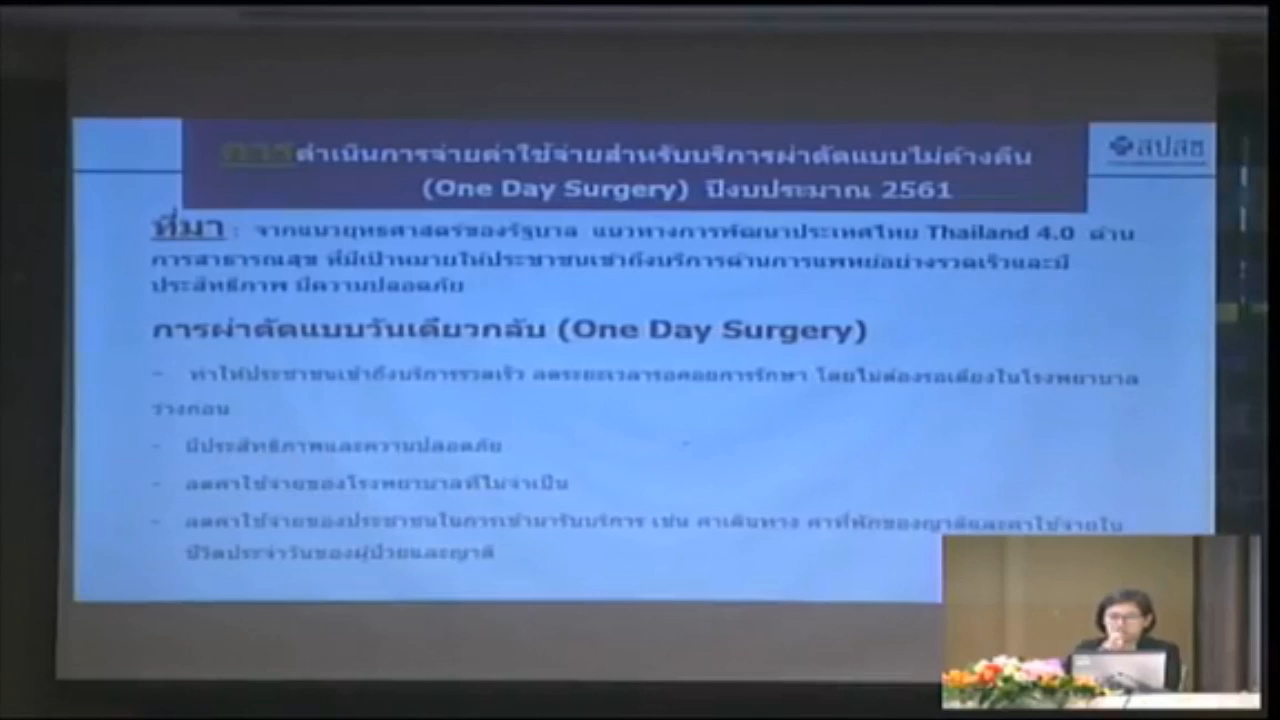 การดำเนินการจ่ายค่าใช้จ่ายสำหรับบริการผ่าตัดแบบไม่ค้างคืน
(One Day Surgery) ปีงบประมาณ 2561
สปสช
ที่มา : จากแนวยุทธศาสตร์ของรัฐบาล แนวทางการพัฒนาประเทศไทย Thailand 4.0 ด้าน
การสาธารณสุข ที่มีเป้าหมายให้ประชาชนเข้าถึงบริการด้านการแพทย์อย่างรวดเร็วและมี
ประสิทธิภาพ มีความปลอดภัย
การผ่าตัดแบบวันเดียวกลับ (One Day Surgery)
- ทำให้ประชาชนเข้าถึงบริการรวดเร็ว ลดระยะเวลารอคอยการรักษา โดยไม่ต้องรอเตียงในโรงพยาบาล
ว่างก่อน
- มีประสิทธิภาพและความปลอดภัย
- ลดค่าใช้จ่ายของโรงพยาบาลที่ไม่จำเป็น
- ลดค่าใช้จ่ายของประชาชนในการเข้ามารับบริการ เช่น ค่าเดินทาง ค่าที่พักของญาติและค่าใช้จ่ายใน
ชีวิตประจำวันของผู้ป่วยและญาติ